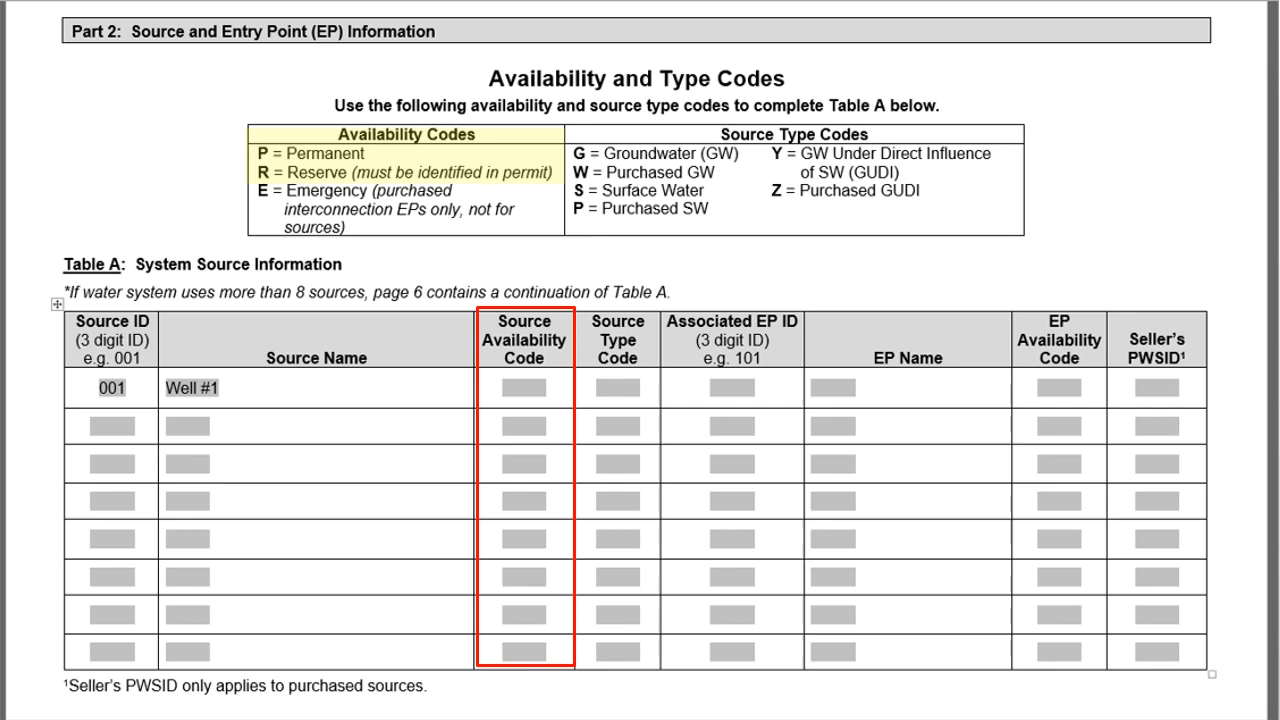 Part 2: Source and Entry Point (EP) Information
Availability and Type Codes
Use the following availability and source type codes to complete Table A below.
Availability Codes
P = Permanent
R = Reserve (must be identified in permit)
E = Emergency (purchased
interconnection EPs only, not for
sources)
Source Type Codes
G = Groundwater (GW)
W = Purchased GW
S = Surface Water
P = Purchased SW
Y = GW Under Direct Influence
of SW (GUDI)
Z = Purchased GUDI
Table A: System Source Information
*If water system uses more than 8 sources, page 6 contains a continuation of Table A.
Source ID
(3 digit ID)
e.g. 001
Source Name
Source
Availability
Code
Source
Type
Code
Associated EP ID
(3 digit ID)
e.g. 101
EP Name
EP
Availability
Code
Seller's
PWSID¹
001
Well #1
¹Seller's PWSID only applies to purchased sources.